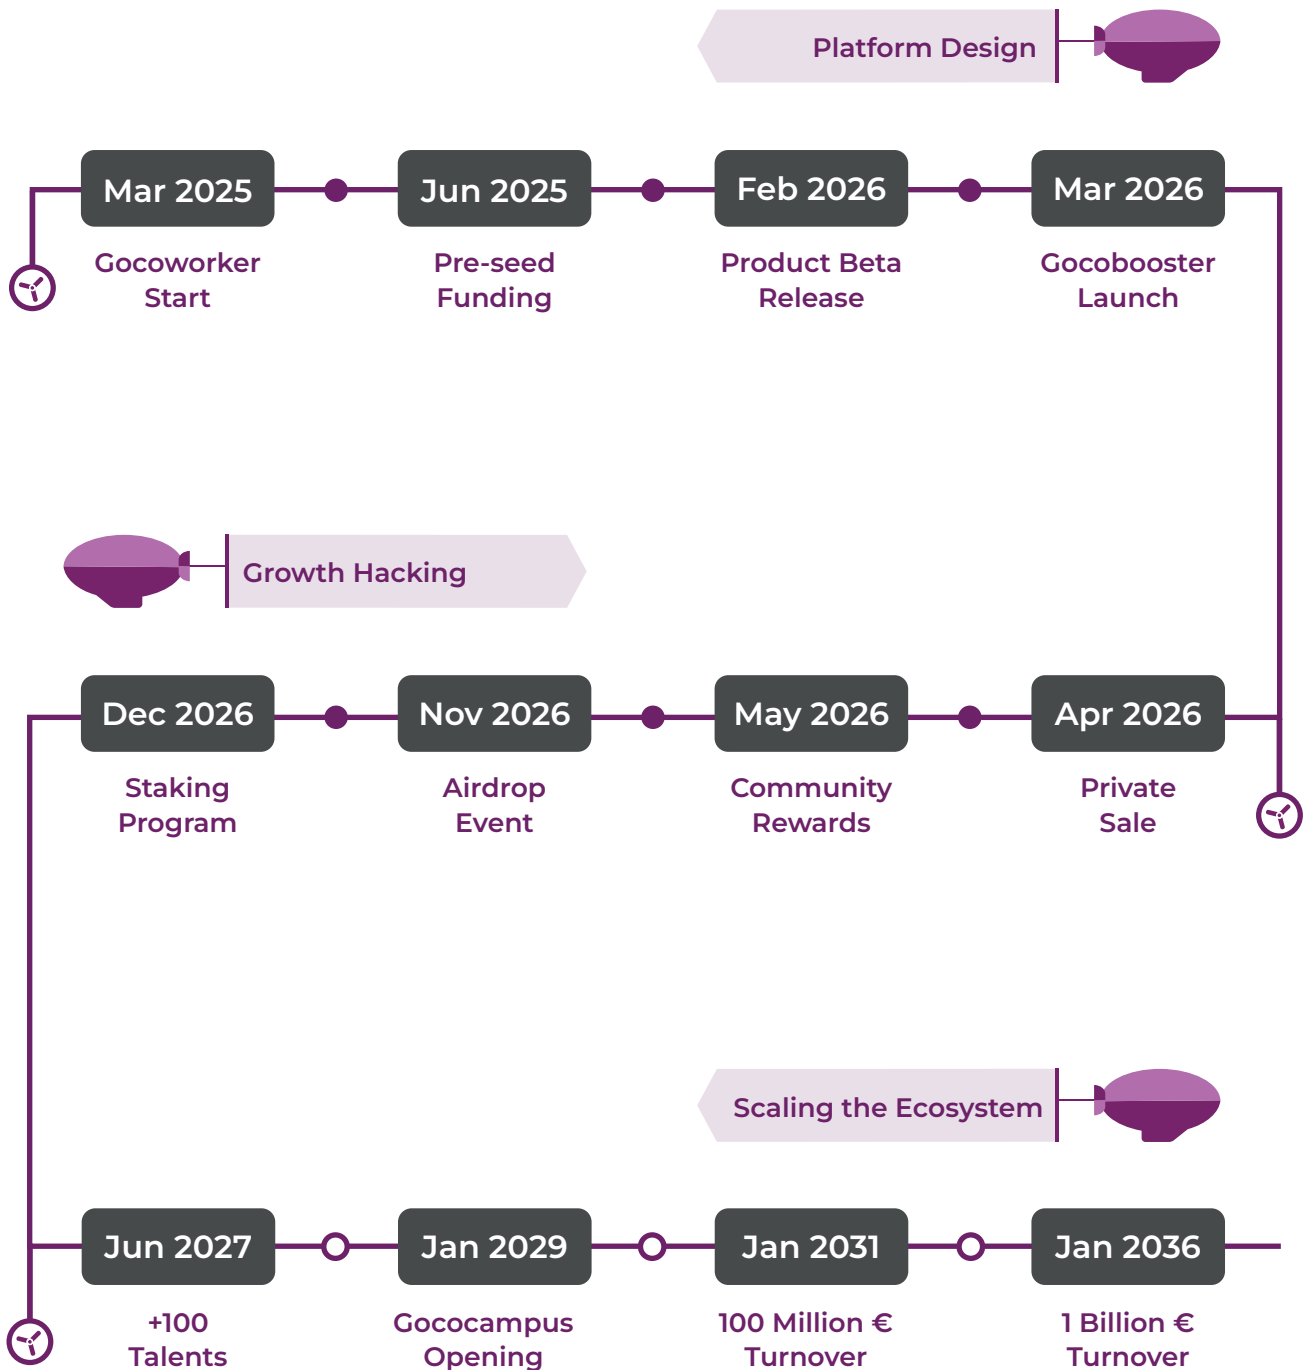 Platform Design
Mar 2025
Jun 2025
Feb 2026
Mar 2026
Gocoworker
Start
Pre-seed
Funding
Product Beta
Release
Gocobooster
Launch
Growth Hacking
Dec 2026
Nov 2026
May 2026
Apr 2026
Staking
Program
Airdrop
Event
Community
Rewards
Private
Sale
Scaling the Ecosystem
Jun 2027
Jan 2029
Jan 2031
Jan 2036
+100
Talents
Gococampus
Opening
100 Million €
Turnover
1 Billion €
Turnover